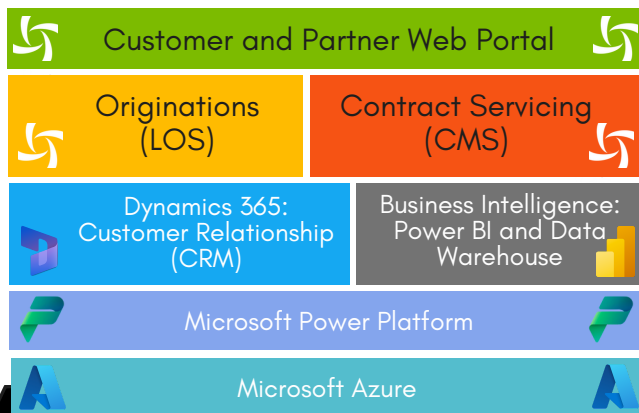 Customer and Partner Web Portal
Originations
(LOS)
Contract Servicing
(CMS)
Dynamics 365:
Customer Relationship
(CRM)
Business Intelligence:
Power BI and Data
Warehouse
Microsoft Power Platform
Microsoft Azure